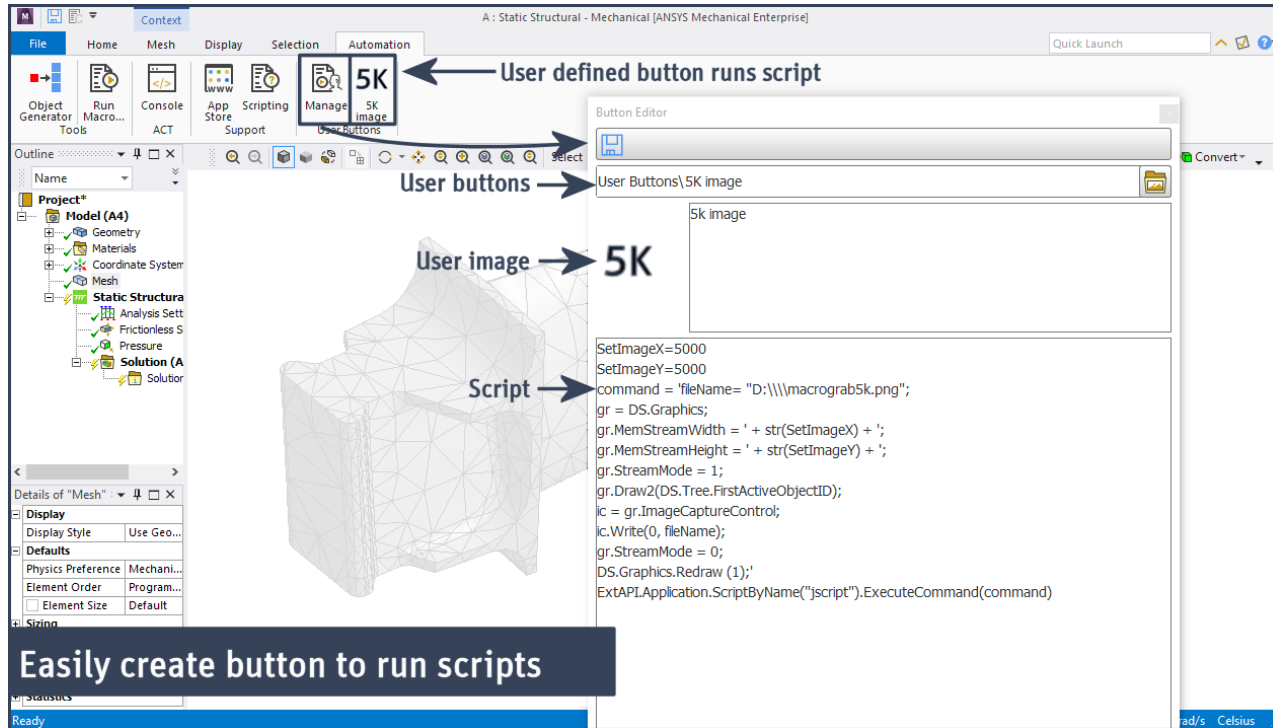 M
Context
A : Static Structural - Mechanical [ANSYS Mechanical Enterprise]
File Home Mesh Display Selection Automation
Quick Launch
Object Generator
Run Macro...
Tools
</>
Console
ACT
www
App Store
Scripting
Support
Manage
5K
5K image
User Buttons
User defined button runs script
Button Editor
Outline
Select
Convert
Name
User buttons
User Buttons\5K image
Project*
Model (A4)
Geometry
Materials
Coordinate System
Mesh
Static Structura
Analysis Sett
Frictionless S
Pressure
Solution (A
Solution
5k image
User image
5K
Script
SetImageX=5000
SetImageY=5000
command = 'fileName= "D:\\\\macrograb5k.png";
gr = DS.Graphics;
gr.MemStreamWidth = ' + str(SetImageX) + ';
gr.MemStreamHeight = ' + str(SetImageY) + ';
gr.StreamMode = 1;
gr.Draw2(DS.Tree.FirstActiveObjectID);
ic = gr.ImageCaptureControl;
ic.Write(0, fileName);
gr.StreamMode = 0;
DS.Graphics.Redraw (1);'
ExtAPI.Application.ScriptByName("jscript").ExecuteCommand(command)
Details of "Mesh"
Display
Display Style Use Geo...
Defaults
Physics Preference Mechani...
Element Order Program...
Element Size Default
Sizing
Easily create button to run scripts
Statistics
Ready
rad/s Celsius